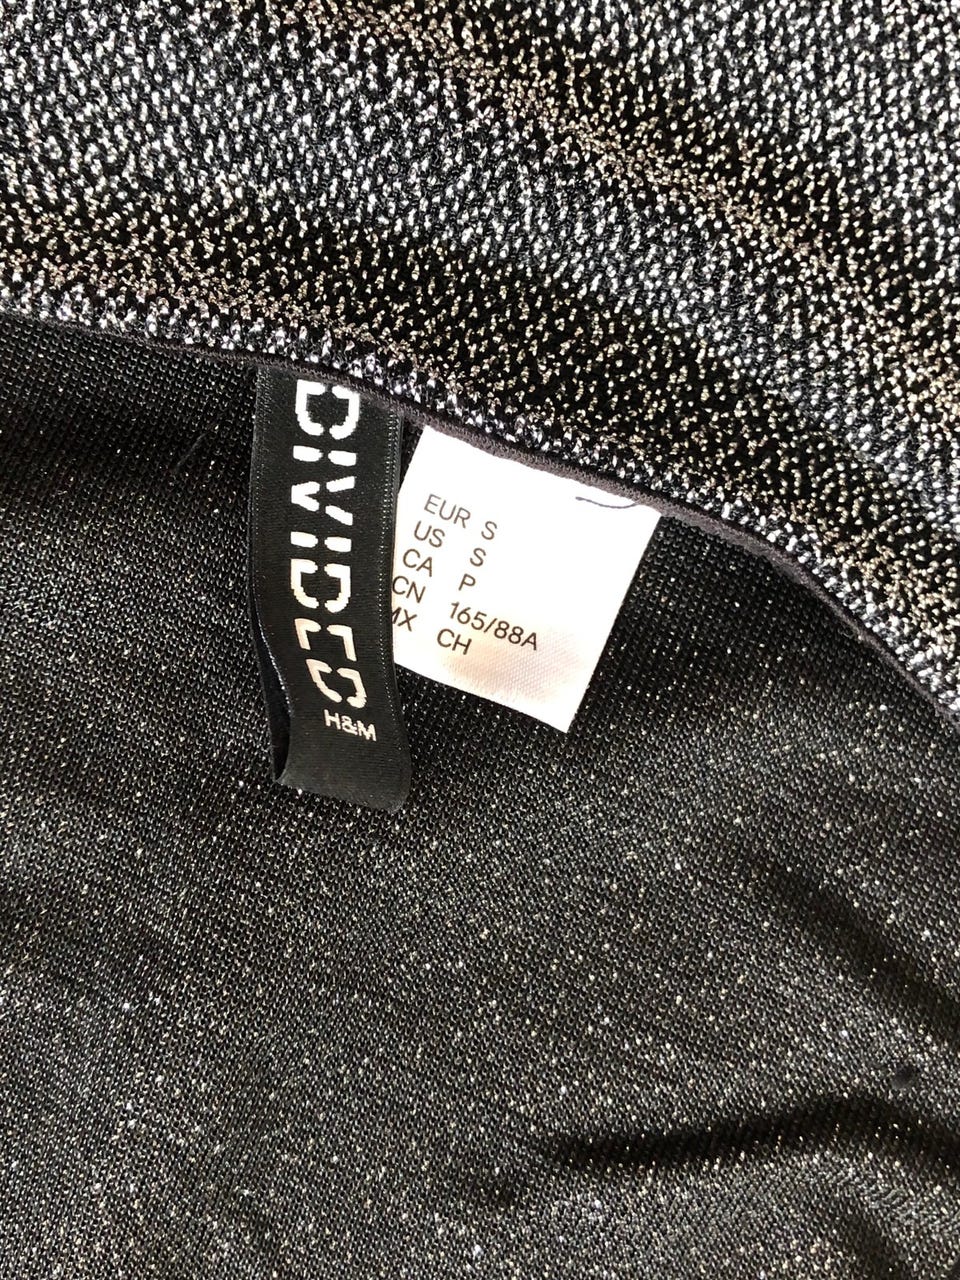 DIVIDED
H&M
EUR S
US S
CA P
CN 165/88A
MX CH